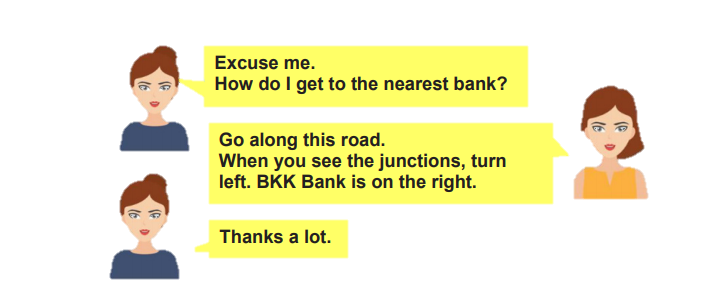 Excuse me.
How do I get to the nearest bank?
Go along this road.
When you see the junctions, turn
left. BKK Bank is on the right.
Thanks a lot.